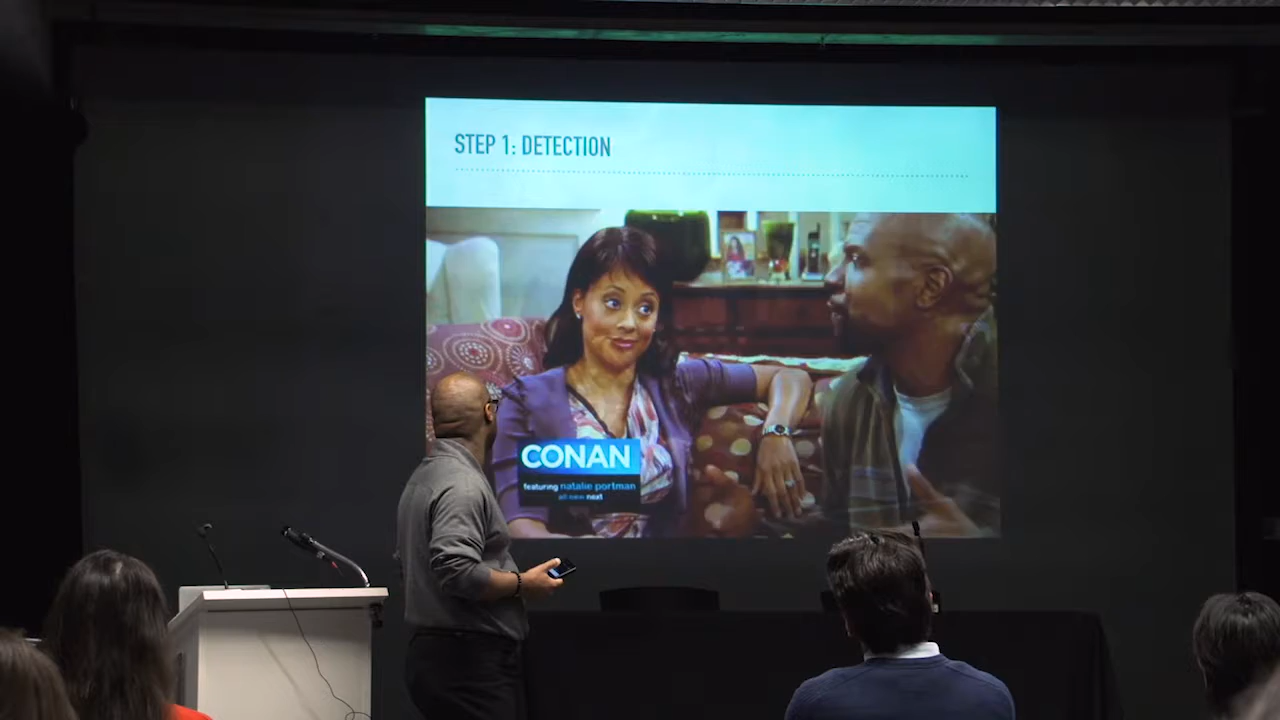 STEP 1: DETECTION
CONAN
featuring natalie portman
all new next